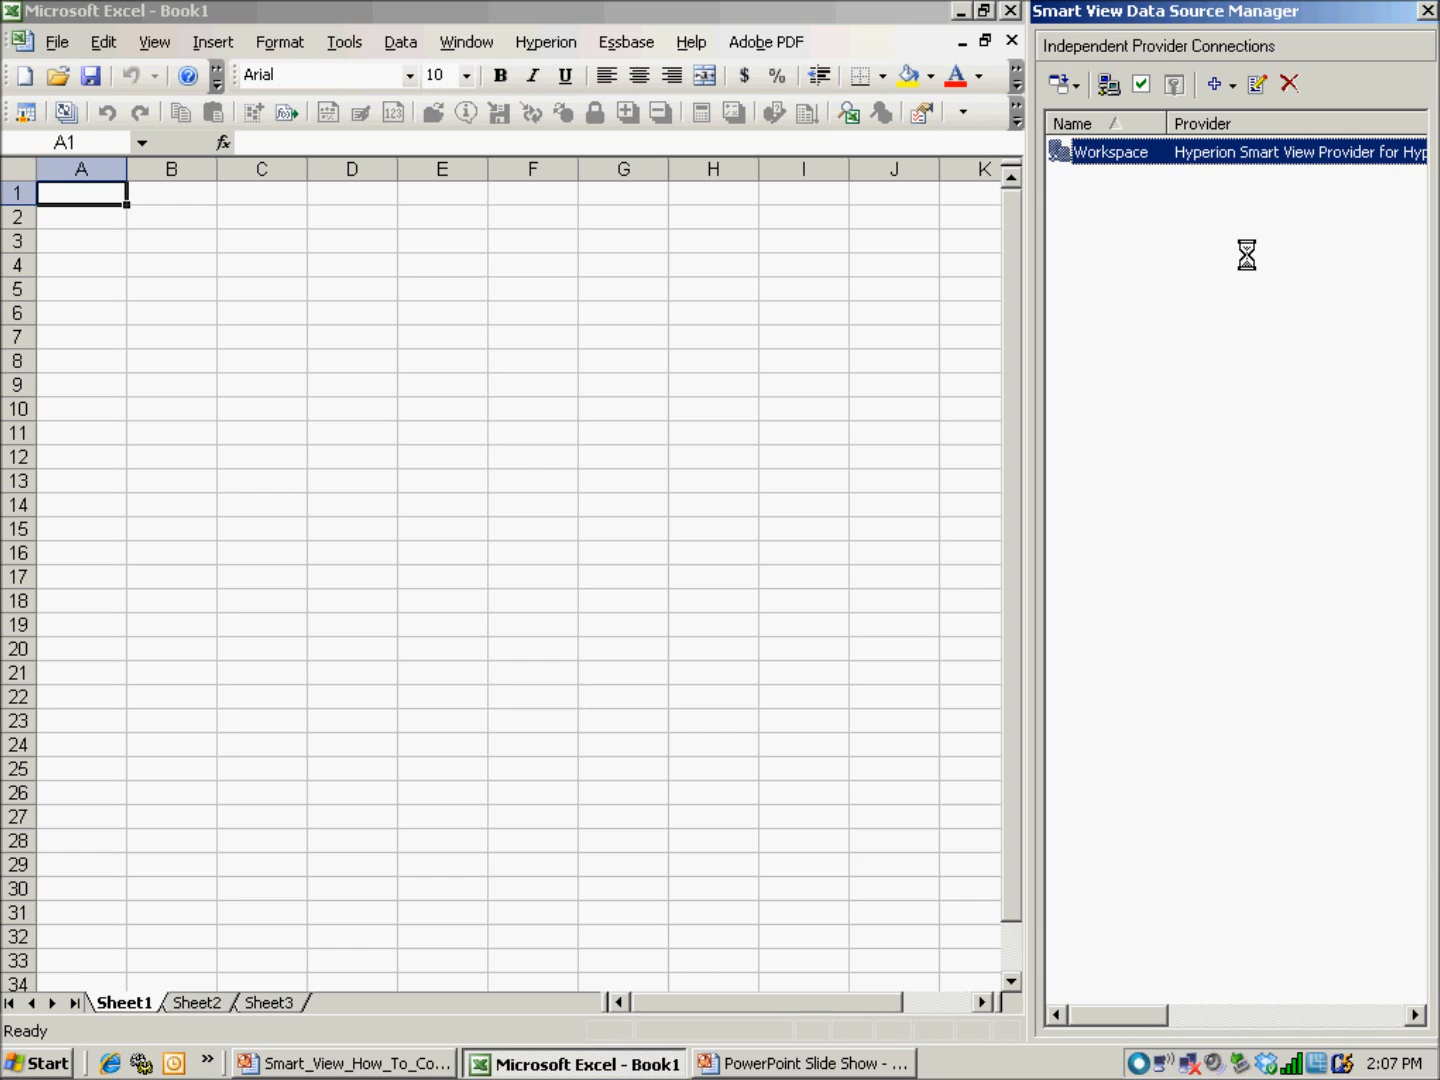 Microsoft Excel - Book1
Smart View Data Source Manager
File Edit View Insert Format Tools Data Window Hyperion Essbase Help Adobe PDF
Independent Provider Connections
Arial 10 B I U $ % A
A1 fx
Name Provider
Workspace Hyperion Smart View Provider for Hyp
A B C D E F G H I J K
1
2
3
4
5
6
7
8
9
10
11
12
13
14
15
16
17
18
19
20
21
22
23
24
25
26
27
28
29
30
31
32
33
34
Sheet1 Sheet2 Sheet3
Ready
Start Smart_View_How_To_Co... Microsoft Excel - Book1 PowerPoint Slide Show - ... 2:07 PM